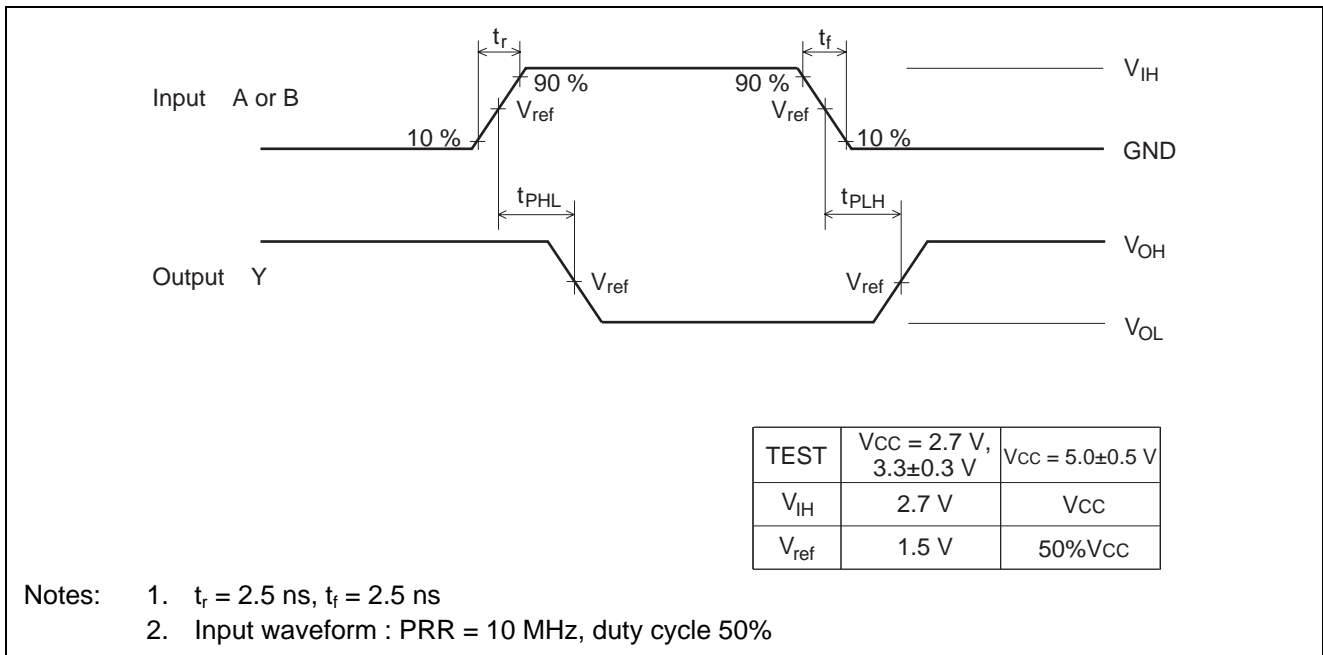 tr
tf
90 %
90 %
VIH
Input A or B
Vref
Vref
10 %
10 %
GND
tPHL
tPLH
VOH
Output Y
Vref
Vref
VOL
TEST VCC = 2.7 V, 3.3±0.3 V VCC = 5.0±0.5 V
VIH 2.7 V VCC
Vref 1.5 V 50%VCC
Notes: 1. tr = 2.5 ns, tf = 2.5 ns
2. Input waveform : PRR = 10 MHz, duty cycle 50%